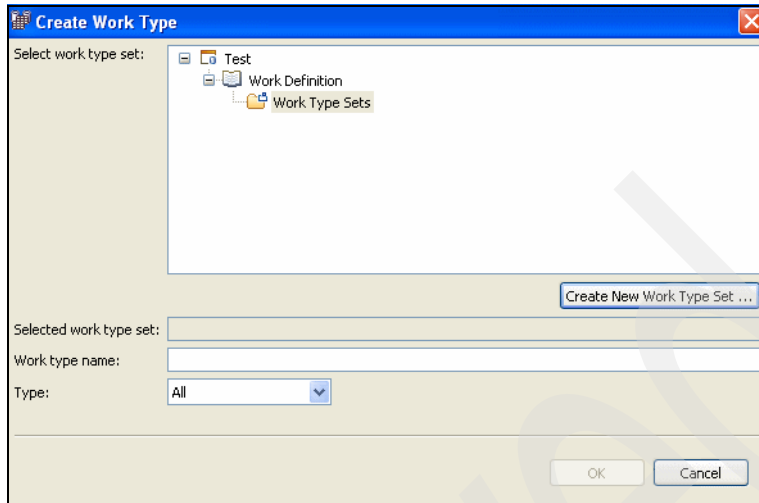 Create Work Type
Select work type set:
Test
Work Definition
Work Type Sets
Create New Work Type Set ...
Selected work type set:
Work type name:
Type:
All
OK
Cancel